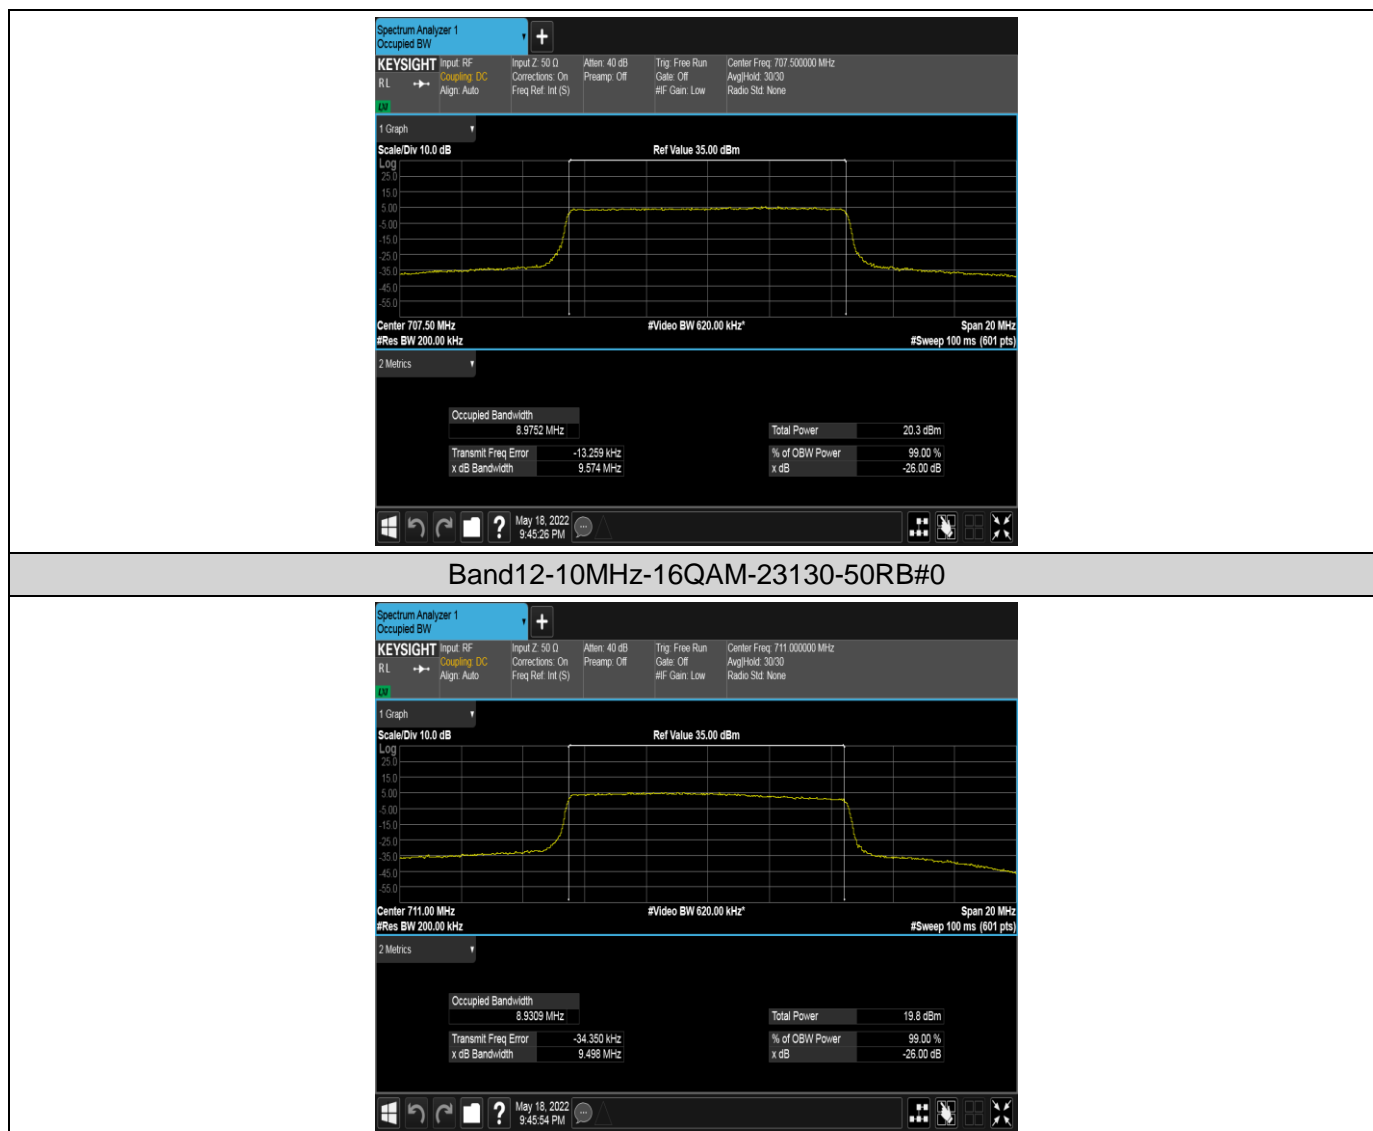 Spectrum Analyzer 1
Occupied BW
+
KEYSIGHT Input: RF Input Z: 50 Ω Atten: 40 dB Trig: Free Run Center Freq: 707.500000 MHz
RL Coupling: DC Corrections: On Preamp: Off Gate: Off Avg|Hold: 30/30
Align: Auto Freq Ref: Int (S) #IF Gain: Low Radio Std: None
1 Graph
Scale/Div 10.0 dB Ref Value 35.00 dBm
Log
25.0
15.0
5.00
-5.00
-15.0
-25.0
-35.0
-45.0
-55.0
Center 707.50 MHz #Video BW 620.00 kHz* Span 20 MHz
#Res BW 200.00 kHz #Sweep 100 ms (601 pts)
2 Metrics
Occupied Bandwidth
8.9752 MHz Total Power 20.3 dBm
Transmit Freq Error -13.259 kHz % of OBW Power 99.00 %
x dB Bandwidth 9.574 MHz x dB -26.00 dB
? May 18, 2022
9:45:26 PM
Band12-10MHz-16QAM-23130-50RB#0
Spectrum Analyzer 1
Occupied BW
+
KEYSIGHT Input: RF Input Z: 50 Ω Atten: 40 dB Trig: Free Run Center Freq: 711.000000 MHz
RL Coupling: DC Corrections: On Preamp: Off Gate: Off Avg|Hold: 30/30
Align: Auto Freq Ref: Int (S) #IF Gain: Low Radio Std: None
1 Graph
Scale/Div 10.0 dB Ref Value 35.00 dBm
Log
25.0
15.0
5.00
-5.00
-15.0
-25.0
-35.0
-45.0
-55.0
Center 711.00 MHz #Video BW 620.00 kHz* Span 20 MHz
#Res BW 200.00 kHz #Sweep 100 ms (601 pts)
2 Metrics
Occupied Bandwidth
8.9309 MHz Total Power 19.8 dBm
Transmit Freq Error -34.350 kHz % of OBW Power 99.00 %
x dB Bandwidth 9.498 MHz x dB -26.00 dB
? May 18, 2022
9:45:54 PM